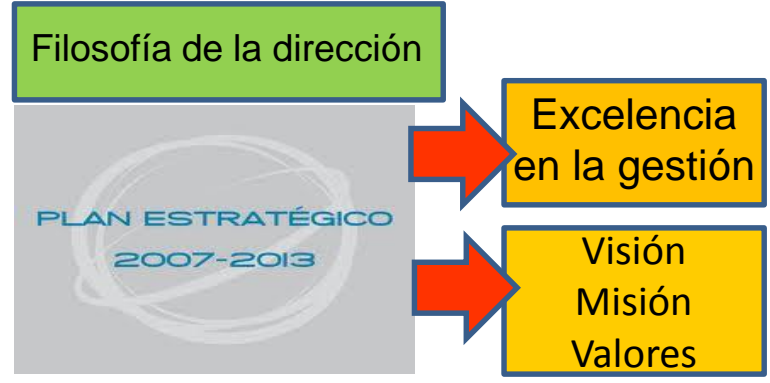 Filosofía de la dirección
Excelencia
en la gestión
PLAN ESTRATÉGICO
2007-2013
Visión
Misión
Valores